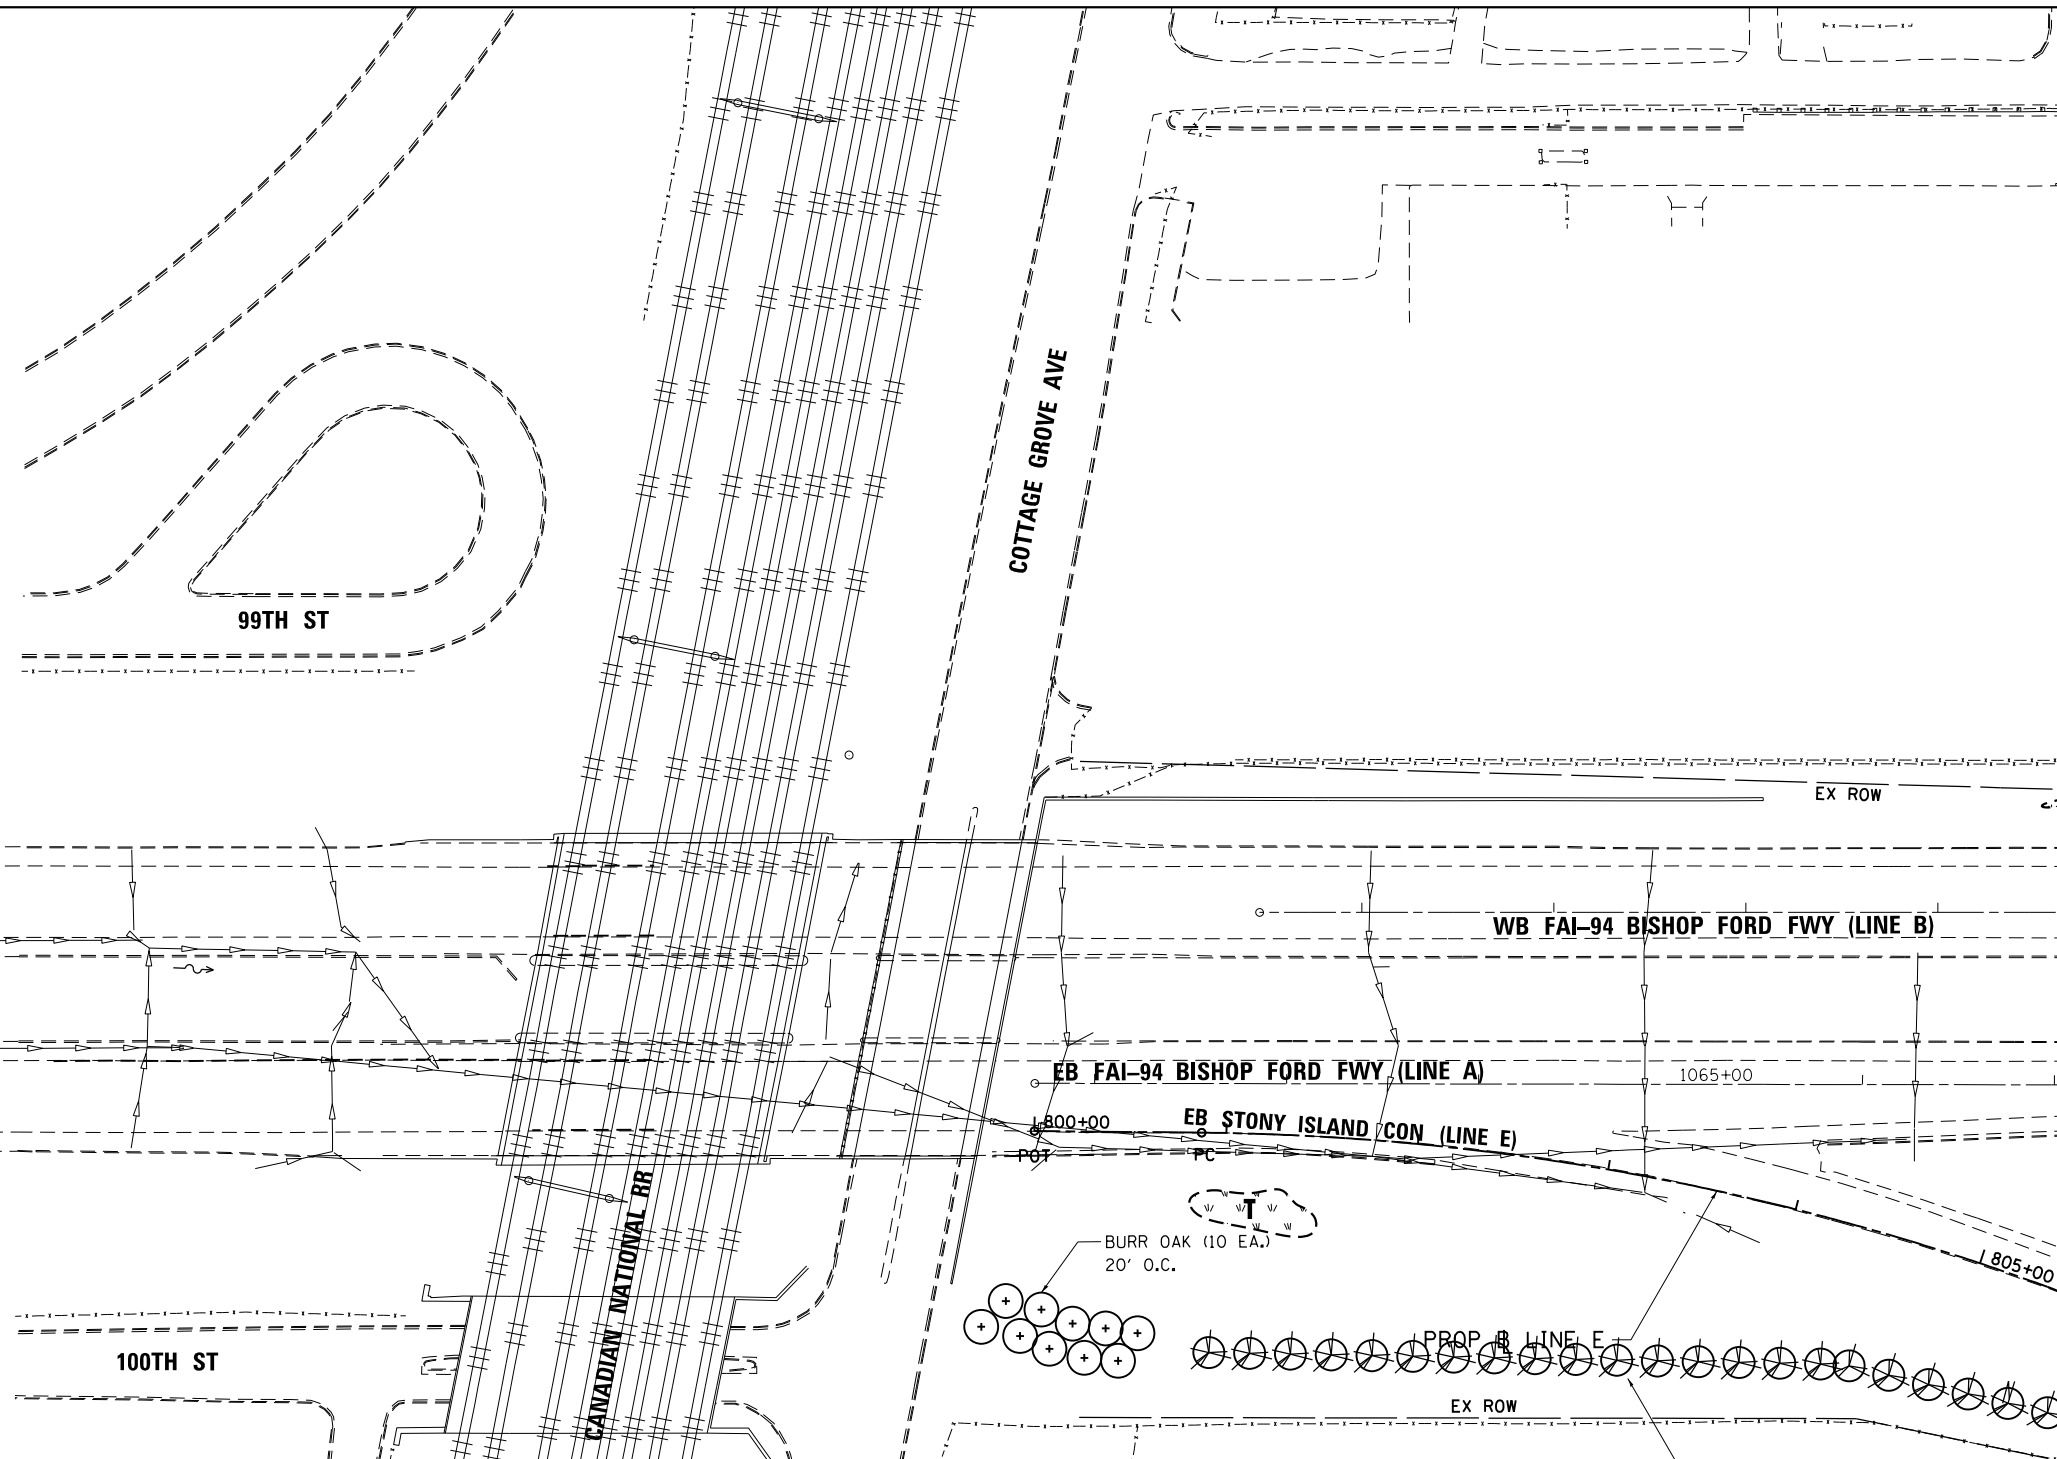 COTTAGE GROVE AVE
99TH ST
EX ROW
WB FAI-94 BISHOP FORD FWY (LINE B)
EB FAI-94 BISHOP FORD FWY (LINE A)
1065+00
800+00
EB STONY ISLAND CON (LINE E)
POT
PC
T
CANADIAN NATIONAL RR
BURR OAK (10 EA.)
20' O.C.
805+00
PROP ℄ LINE E
100TH ST
EX ROW